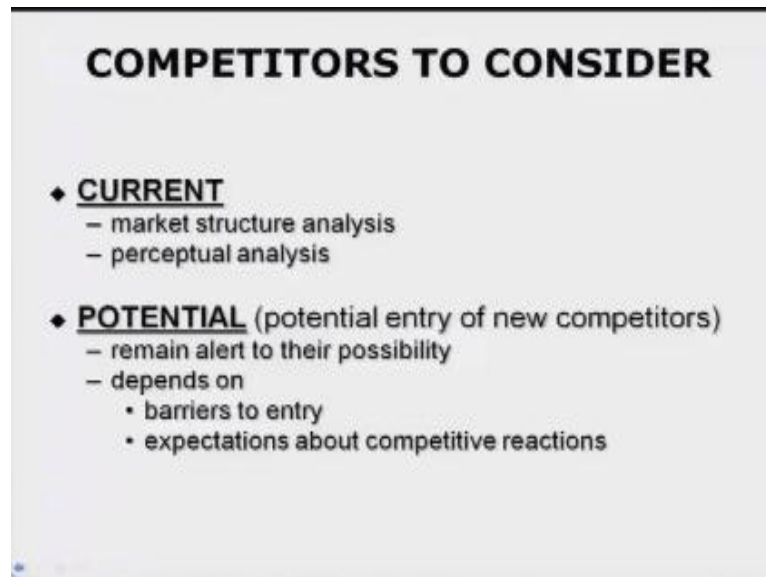 COMPETITORS TO CONSIDER
◆ CURRENT
– market structure analysis
– perceptual analysis
◆ POTENTIAL (potential entry of new competitors)
– remain alert to their possibility
– depends on
• barriers to entry
• expectations about competitive reactions